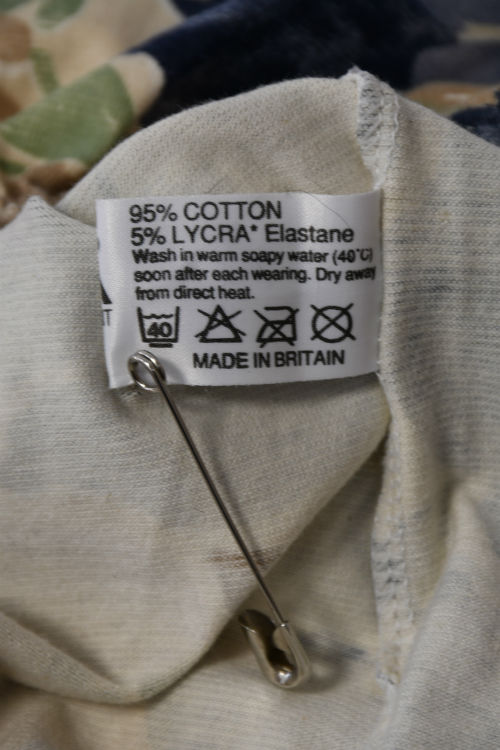 95% COTTON
5% LYCRA* Elastane
Wash in warm soapy water (40°C)
soon after each wearing. Dry away
from direct heat.
40
MADE IN BRITAIN